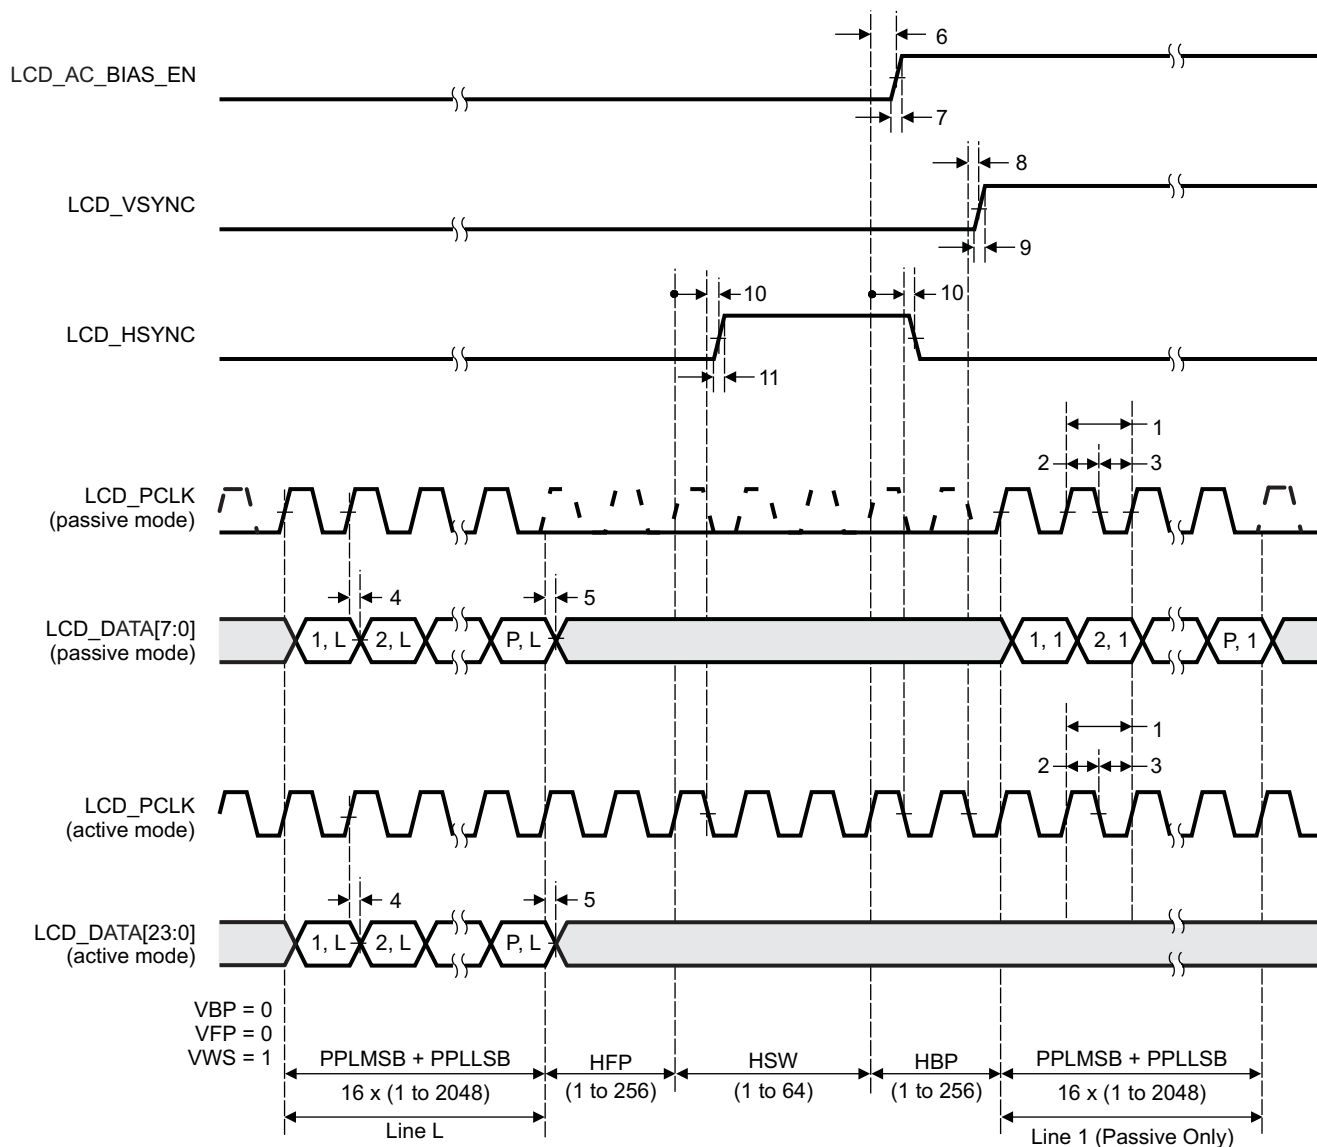 6
LCD_AC_BIAS_EN
7
8
LCD_VSYNC
9
10 10
LCD_HSYNC
11
1
2 3
LCD_PCLK
(passive mode)
4 5
LCD_DATA[7:0]
(passive mode)
1, L 2, L P, L 1, 1 2, 1 P, 1
1
2 3
LCD_PCLK
(active mode)
4 5
LCD_DATA[23:0]
(active mode)
1, L 2, L P, L
VBP = 0
VFP = 0
VWS = 1
PPLMSB + PPLLSB HFP HSW HBP PPLMSB + PPLLSB
16 x (1 to 2048) (1 to 256) (1 to 64) (1 to 256) 16 x (1 to 2048)
Line L Line 1 (Passive Only)